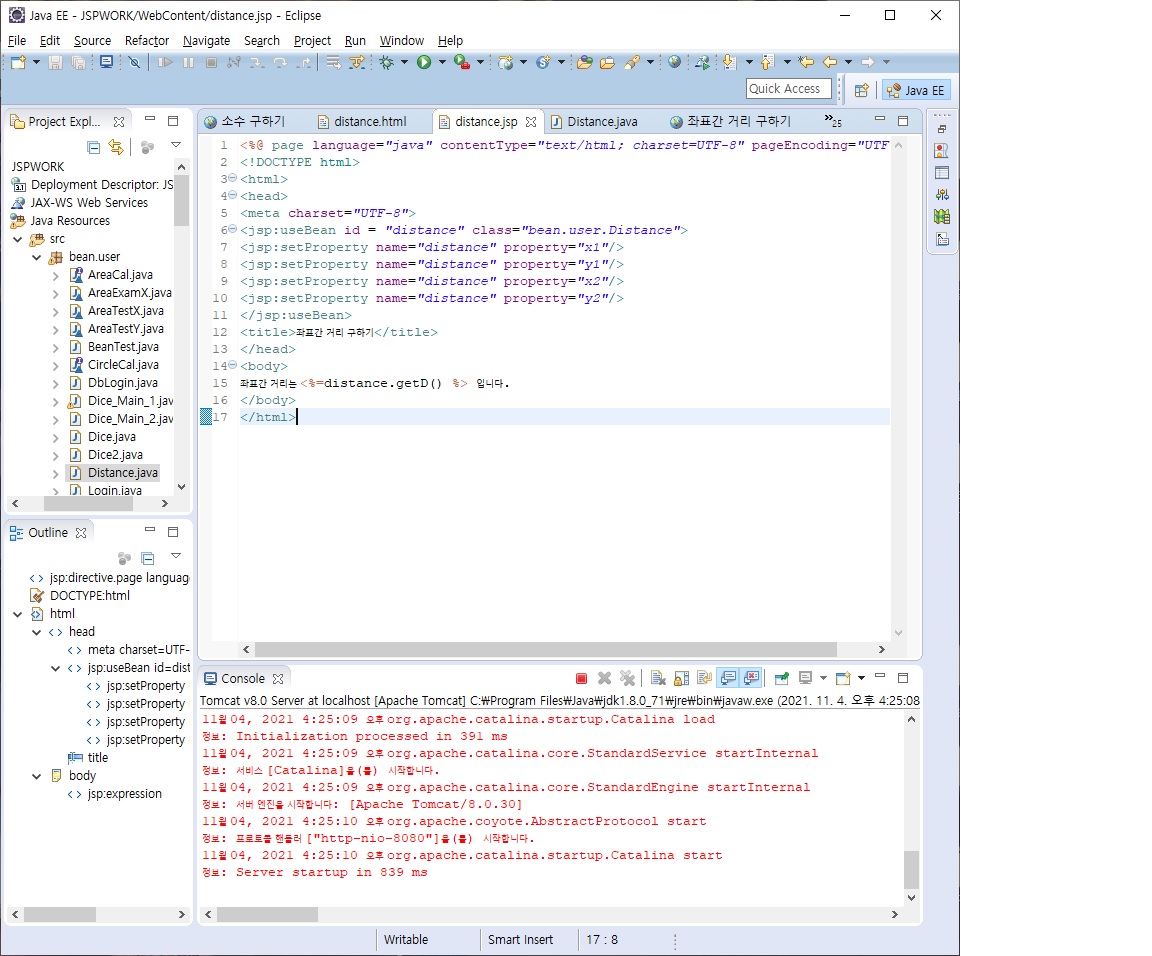 Java EE - JSPWORK/WebContent/distance.jsp - Eclipse
File Edit Source Refactor Navigate Search Project Run Window Help
Quick Access
Java EE
Project Expl...
JSPWORK
Deployment Descriptor: JS
JAX-WS Web Services
Java Resources
src
bean.user
AreaCal.java
AreaExamX.java
AreaTestX.java
AreaTestY.java
BeanTest.java
CircleCal.java
DbLogin.java
Dice_Main_1.jav
Dice_Main_2.jav
Dice.java
Dice2.java
Distance.java
Login.java
Outline
jsp:directive.page languag
DOCTYPE:html
html
head
meta charset=UTF-
jsp:useBean id=dist
jsp:setProperty
jsp:setProperty
jsp:setProperty
jsp:setProperty
title
body
jsp:expression
소수 구하기 distance.html distance.jsp Distance.java 좌표간 거리 구하기 »25
1 <%@ page language="java" contentType="text/html; charset=UTF-8" pageEncoding="UTF
2 <!DOCTYPE html>
3 <html>
4 <head>
5 <meta charset="UTF-8">
6 <jsp:useBean id = "distance" class="bean.user.Distance">
7 <jsp:setProperty name="distance" property="x1"/>
8 <jsp:setProperty name="distance" property="y1"/>
9 <jsp:setProperty name="distance" property="x2"/>
10 <jsp:setProperty name="distance" property="y2"/>
11 </jsp:useBean>
12 <title>좌표간 거리 구하기</title>
13 </head>
14 <body>
15 좌표간 거리는 <%=distance.getD() %> 입니다.
16 </body>
17 </html>
Console
Tomcat v8.0 Server at localhost [Apache Tomcat] C:₩Program Files₩Java₩jdk1.8.0_71₩jre₩bin₩javaw.exe (2021. 11. 4. 오후 4:25:08
11월 04, 2021 4:25:09 오후 org.apache.catalina.startup.Catalina load
정보: Initialization processed in 391 ms
11월 04, 2021 4:25:09 오후 org.apache.catalina.core.StandardService startInternal
정보: 서비스 [Catalina]을(를) 시작합니다.
11월 04, 2021 4:25:09 오후 org.apache.catalina.core.StandardEngine startInternal
정보: 서버 엔진을 시작합니다: [Apache Tomcat/8.0.30]
11월 04, 2021 4:25:10 오후 org.apache.coyote.AbstractProtocol start
정보: 프로토콜 핸들러 ["http-nio-8080"]을(를) 시작합니다.
11월 04, 2021 4:25:10 오후 org.apache.catalina.startup.Catalina start
정보: Server startup in 839 ms
Writable Smart Insert 17 : 8